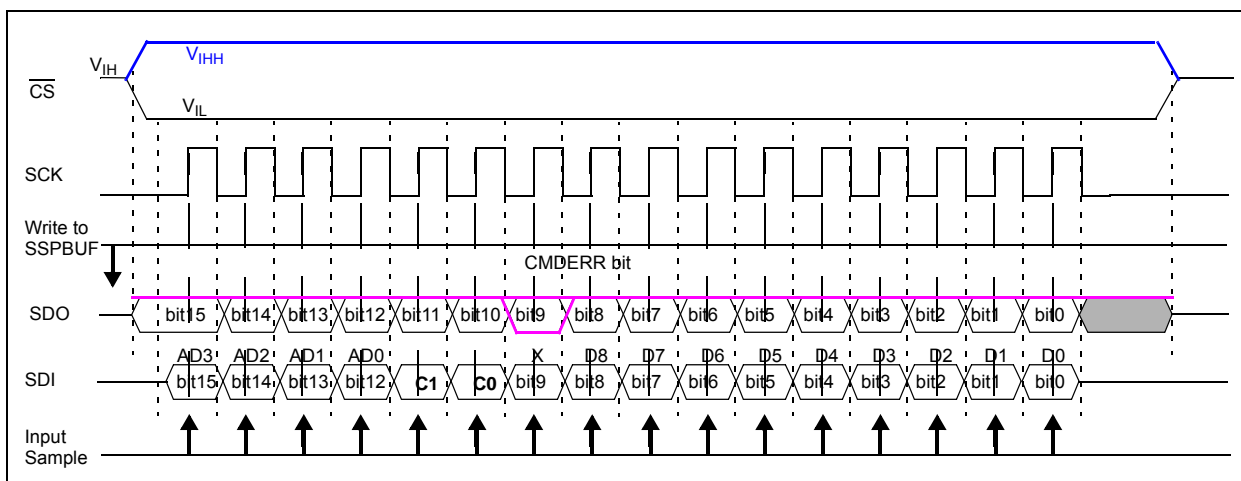 VIHH
VIH
CS
VIL
SCK
Write to
SSPBUF
CMDERR bit
SDO
bit15 bit14 bit13 bit12 bit11 bit10 bit9 bit8 bit7 bit6 bit5 bit4 bit3 bit2 bit1 bit0
AD3 AD2 AD1 AD0 X D8 D7 D6 D5 D4 D3 D2 D1 D0
SDI
bit15 bit14 bit13 bit12 C1 C0 bit9 bit8 bit7 bit6 bit5 bit4 bit3 bit2 bit1 bit0
Input
Sample